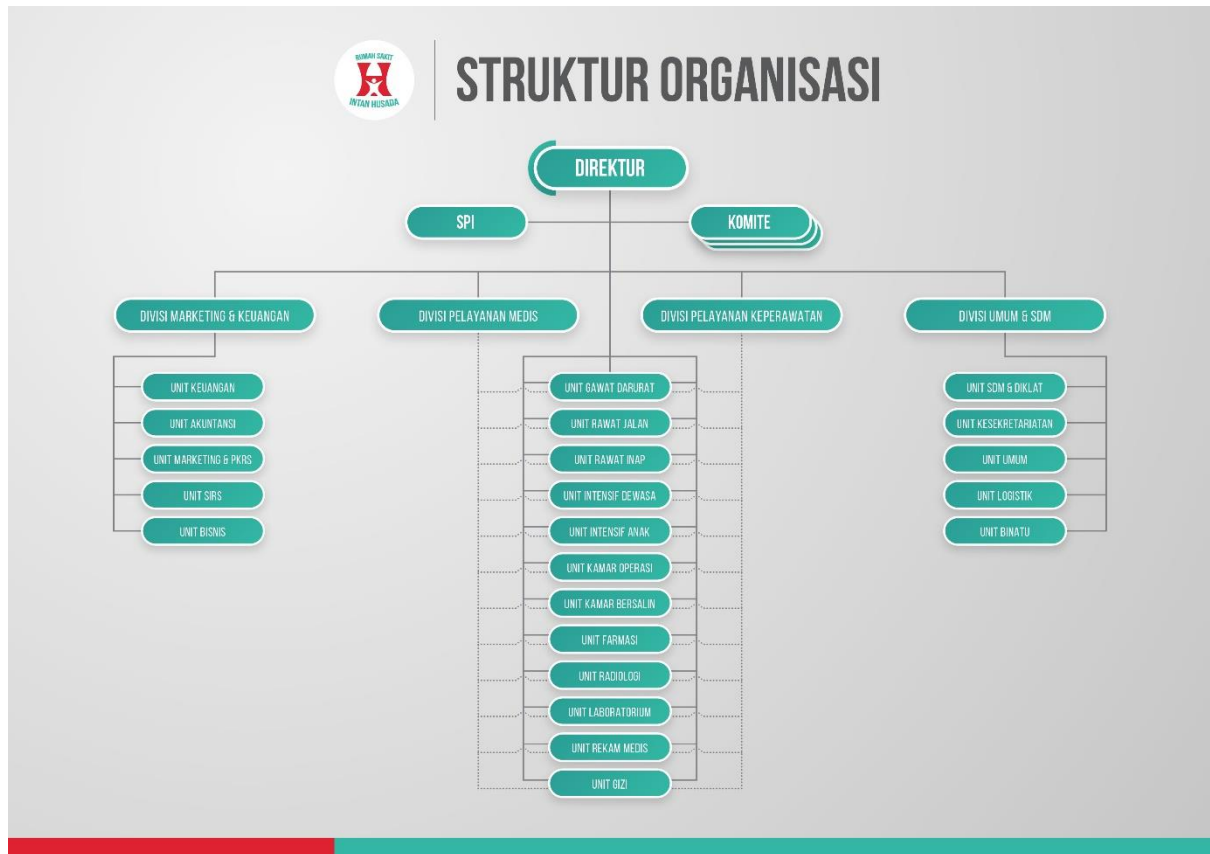 RUMAH SAKIT
INTAN HUSADA
STRUKTUR ORGANISASI
DIREKTUR
SPI
KOMITE
DIVISI MARKETING & KEUANGAN
DIVISI PELAYANAN MEDIS
DIVISI PELAYANAN KEPERAWATAN
DIVISI UMUM & SDM
UNIT KEUANGAN
UNIT AKUNTANSI
UNIT MARKETING & PKRS
UNIT SIRS
UNIT BISNIS
UNIT GAWAT DARURAT
UNIT RAWAT JALAN
UNIT RAWAT INAP
UNIT INTENSIF DEWASA
UNIT INTENSIF ANAK
UNIT KAMAR OPERASI
UNIT KAMAR BERSALIN
UNIT FARMASI
UNIT RADIOLOGI
UNIT LABORATORIUM
UNIT REKAM MEDIS
UNIT GIZI
UNIT SDM & DIKLAT
UNIT KESEKRETARIATAN
UNIT UMUM
UNIT LOGISTIK
UNIT BINATU